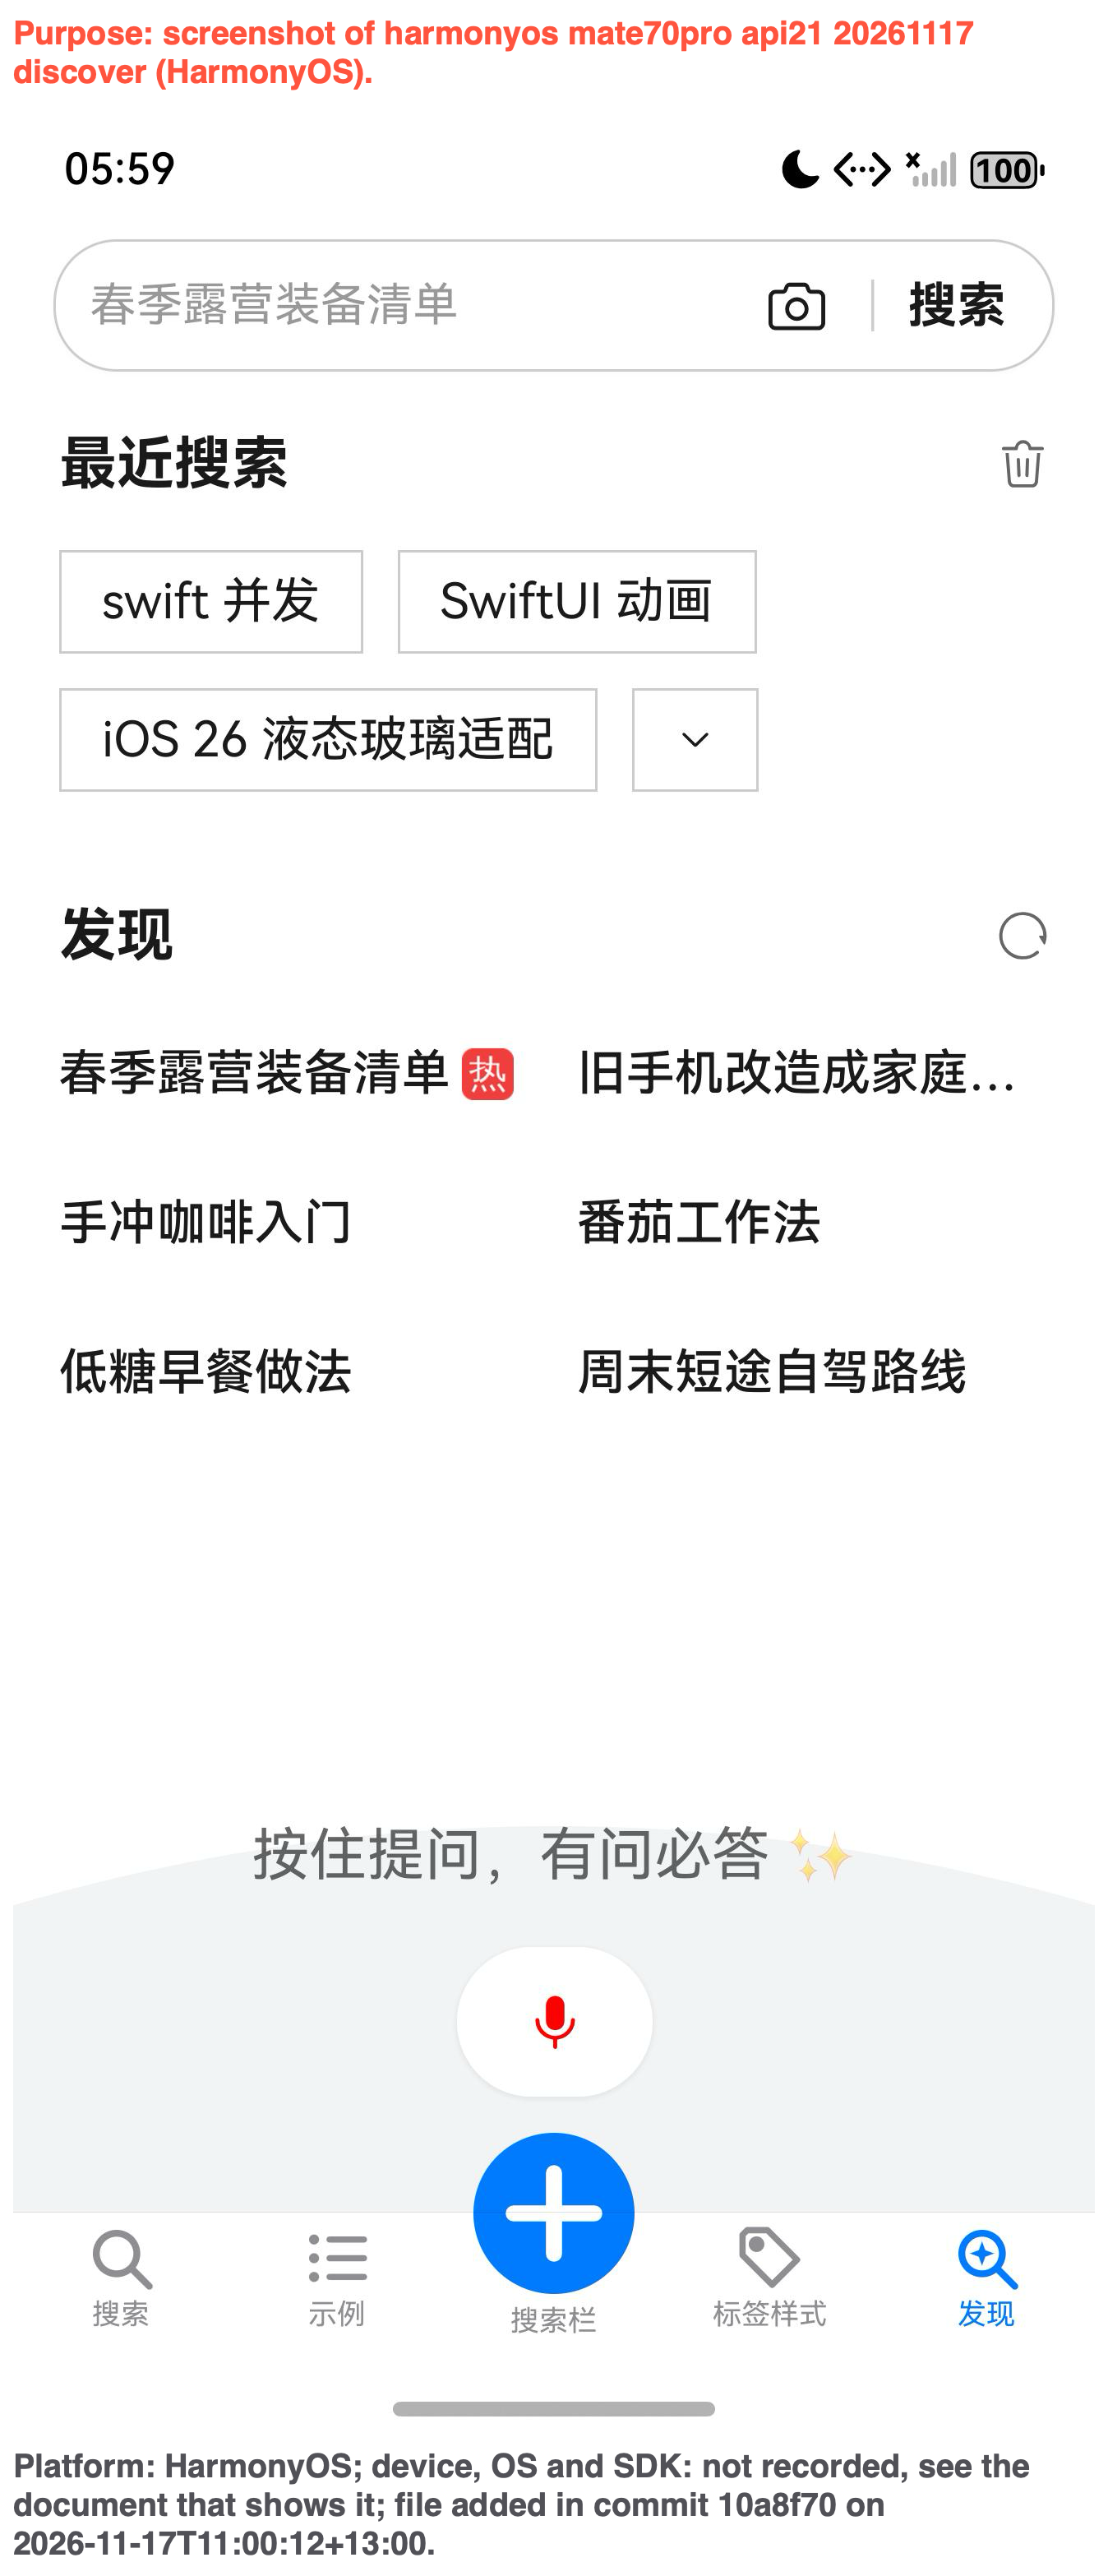 Purpose: screenshot of harmonyos mate70pro api21 20261117
discover (HarmonyOS).
05:59
100
春季露营装备清单
搜索
最近搜索
swift 并发
SwiftUI 动画
iOS 26 液态玻璃适配
发现
春季露营装备清单 热
旧手机改造成家庭...
手冲咖啡入门
番茄工作法
低糖早餐做法
周末短途自驾路线
按住提问，有问必答 ✨
搜索
示例
搜索栏
标签样式
发现
Platform: HarmonyOS; device, OS and SDK: not recorded, see the
document that shows it; file added in commit 10a8f70 on
2026-11-17T11:00:12+13:00.